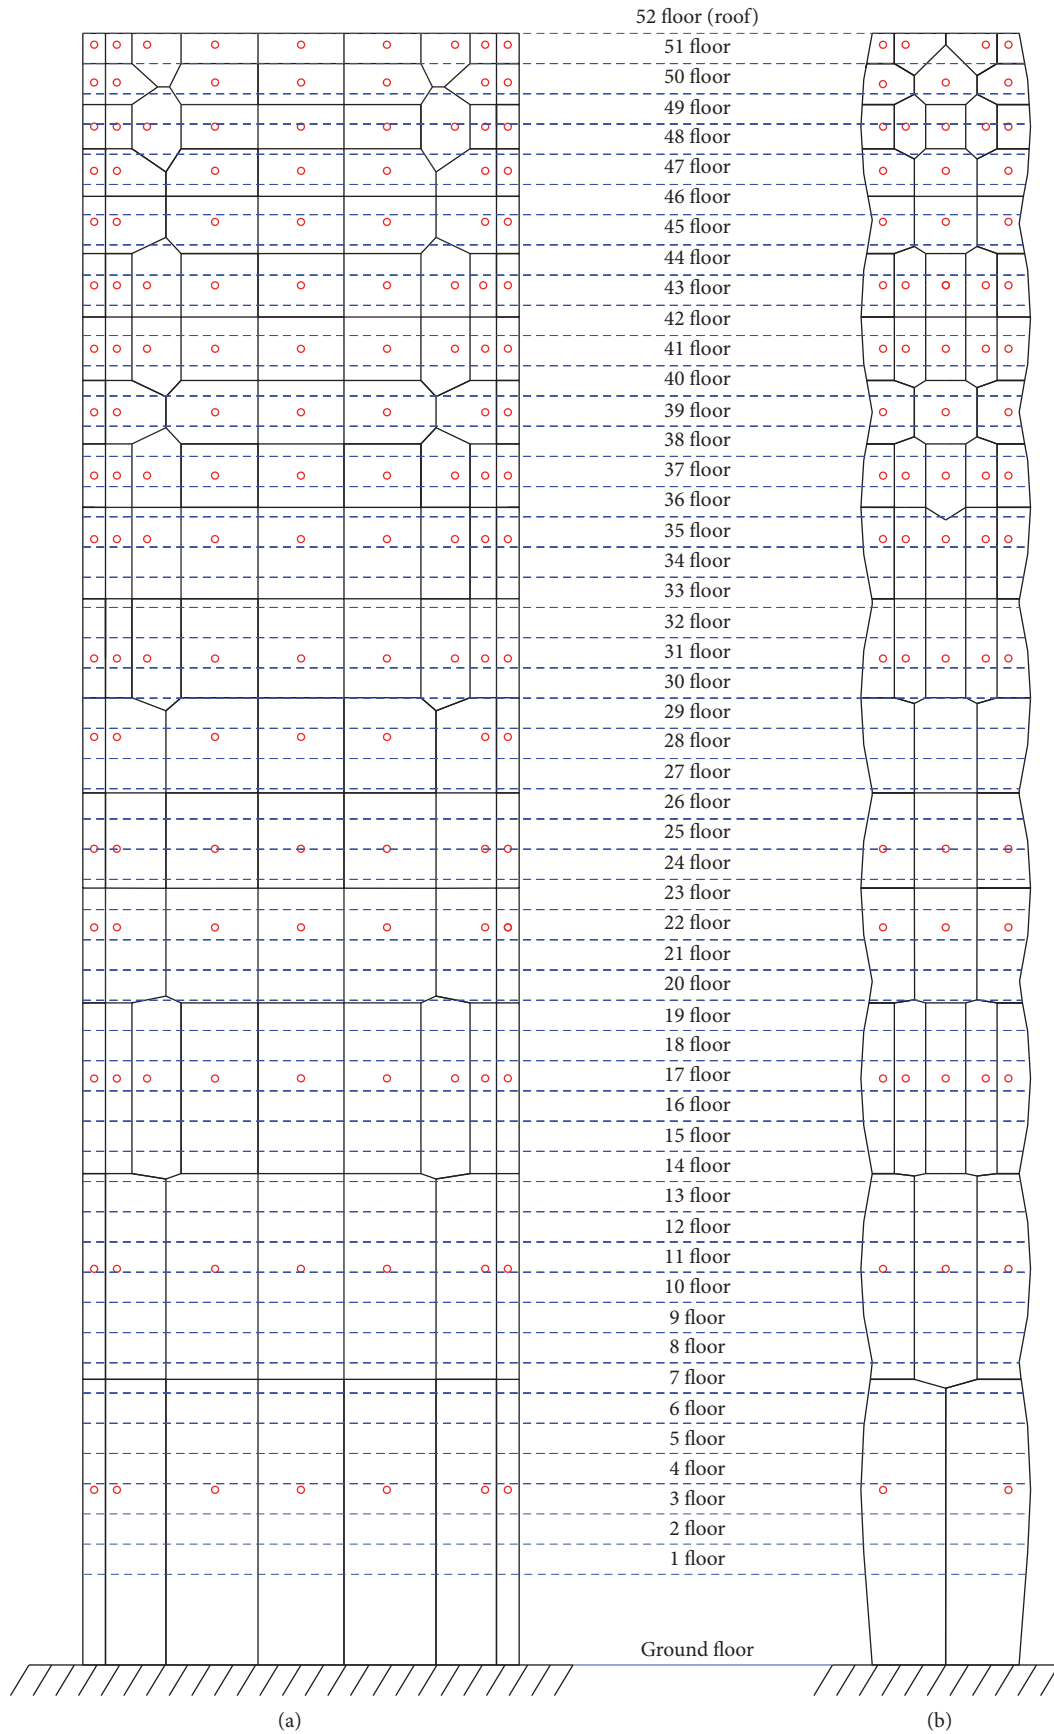 52 floor (roof)
51 floor
50 floor
49 floor
48 floor
47 floor
46 floor
45 floor
44 floor
43 floor
42 floor
41 floor
40 floor
39 floor
38 floor
37 floor
36 floor
35 floor
34 floor
33 floor
32 floor
31 floor
30 floor
29 floor
28 floor
27 floor
26 floor
25 floor
24 floor
23 floor
22 floor
21 floor
20 floor
19 floor
18 floor
17 floor
16 floor
15 floor
14 floor
13 floor
12 floor
11 floor
10 floor
9 floor
8 floor
7 floor
6 floor
5 floor
4 floor
3 floor
2 floor
1 floor
Ground floor
(a)
(b)